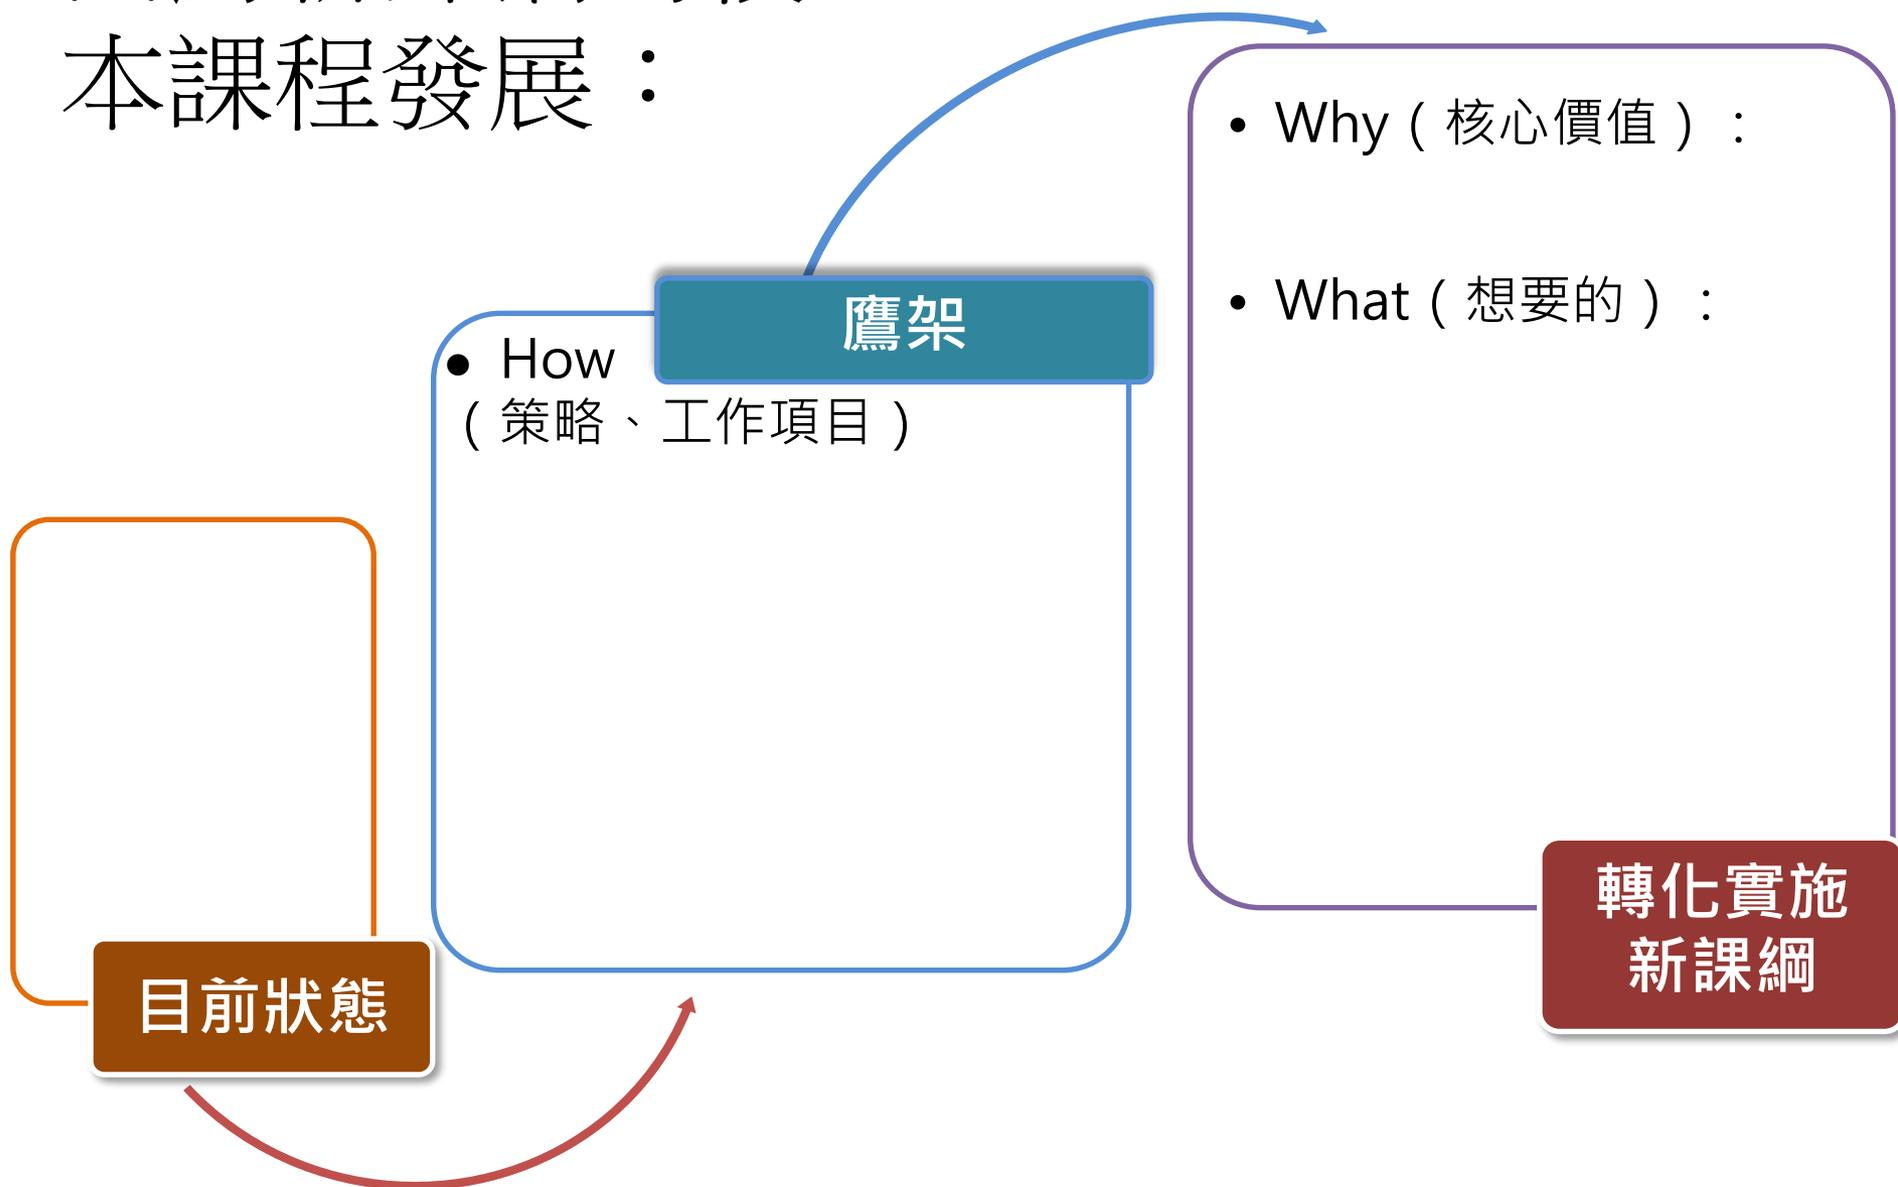 本課程發展：
• Why（核心價值）：
• What（想要的）：
鷹架
• How
（策略、工作項目）
目前狀態
轉化實施
新課綱